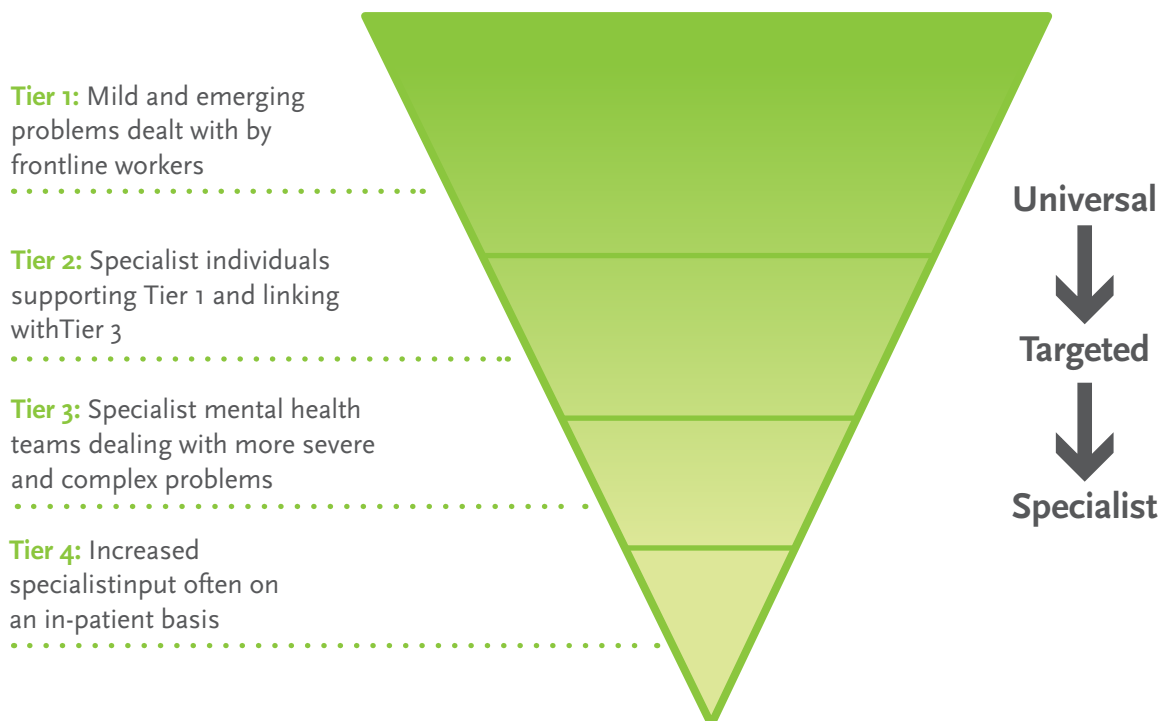 Tier 1: Mild and emerging
problems dealt with by
frontline workers
Tier 2: Specialist individuals
supporting Tier 1 and linking
withTier 3
Tier 3: Specialist mental health
teams dealing with more severe
and complex problems
Tier 4: Increased
specialistinput often on
an in-patient basis
Universal
Targeted
Specialist